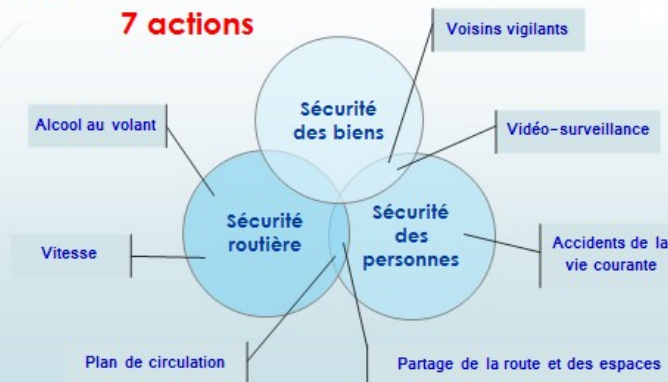 7 actions
Voisins vigilants
Sécurité
des biens
Alcool au volant
Vidéo-surveillance
Sécurité
routière
Sécurité
des
personnes
Vitesse
Accidents de la
vie courante
Plan de circulation
Partage de la route et des espaces